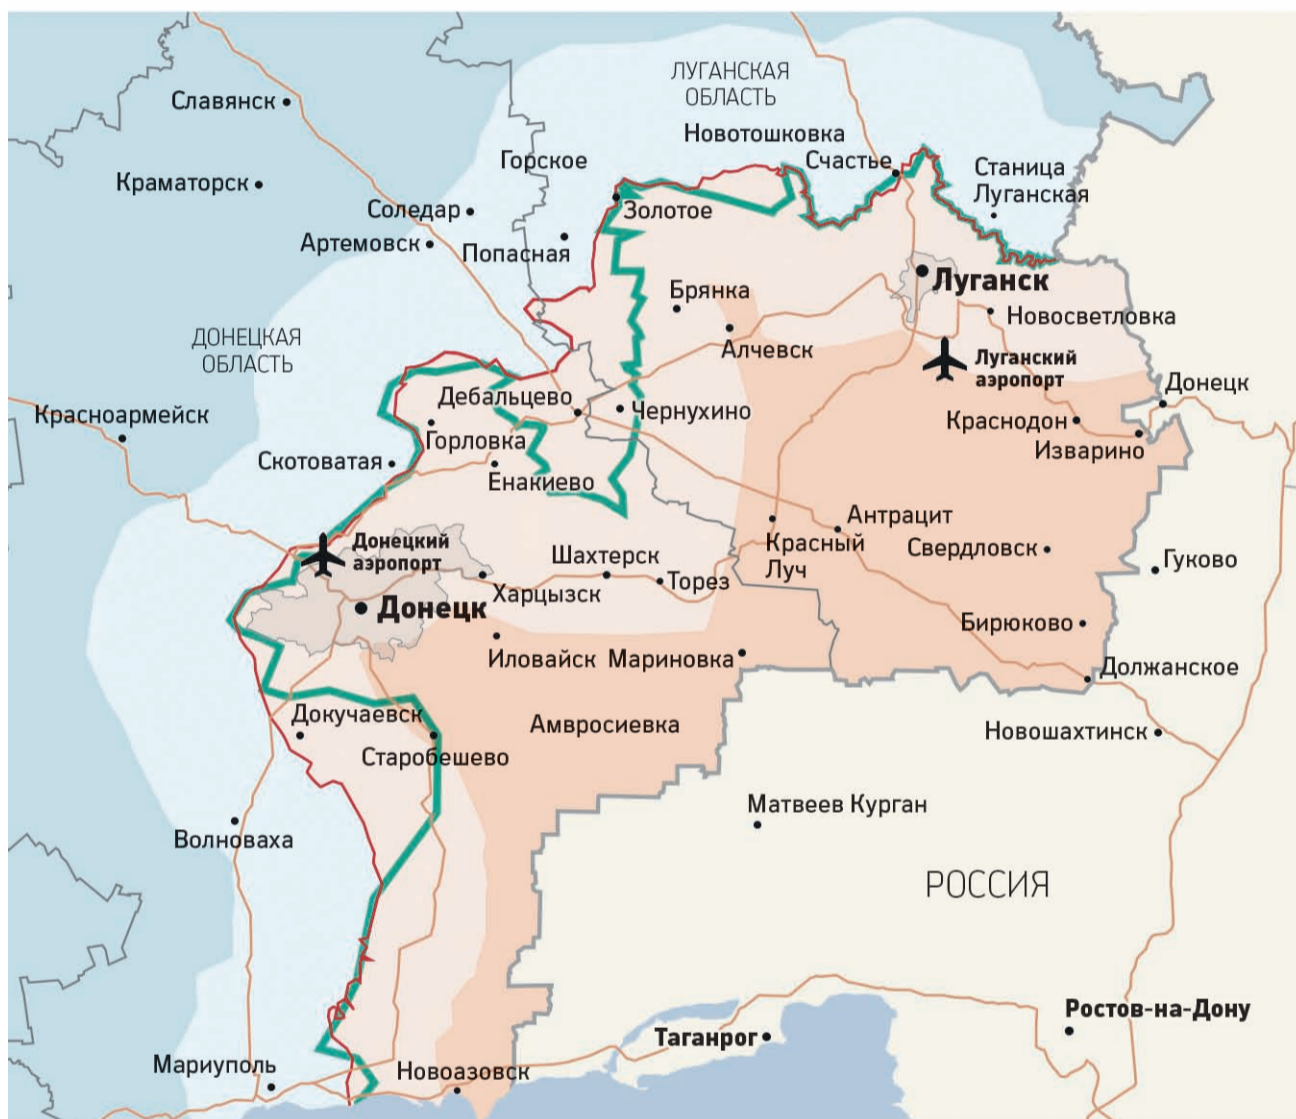 ЛУГАНСКАЯ
ОБЛАСТЬ
Славянск
Новотошковка
Горское
Счастье
Станица
Луганская
Краматорск
Соледар
Золотое
Артемовск
Попасная
Луганск
Брянка
Новосветловка
ДОНЕЦКАЯ
ОБЛАСТЬ
Алчевск
Луганский
аэропорт
Донецк
Дебальцево
Чернухино
Красноармейск
Краснодон
Горловка
Изварино
Скотоватая
Енакиево
Антрацит
Донецкий
аэропорт
Красный
Луч
Свердловск
Шахтерск
Гуково
Торез
Харцызск
Донецк
Бирюково
Иловайск
Мариновка
Должанское
Докучаевск
Амвросиевка
Новошахтинск
Старобешево
Матвеев Курган
Волноваха
РОССИЯ
Ростов-на-Дону
Таганрог
Мариуполь
Новоазовск